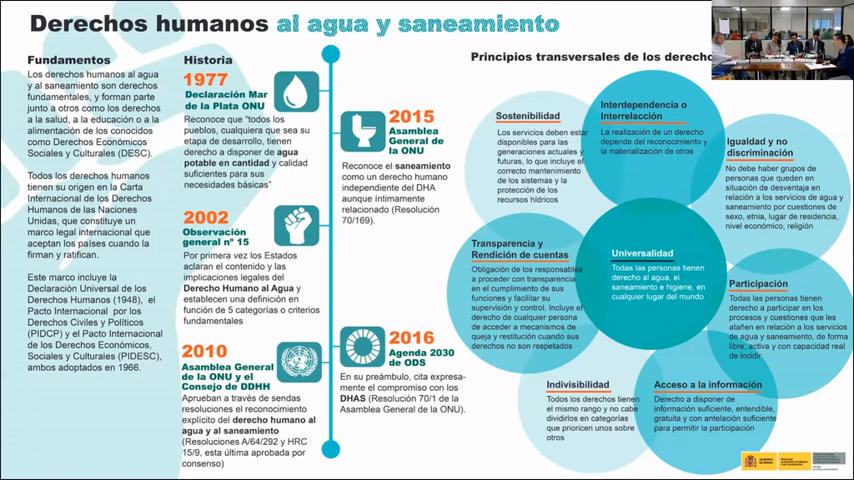 Derechos humanos al agua y saneamiento
Fundamentos
Los derechos humanos al agua
y al saneamiento son derechos
fundamentales, y forman parte
junto a otros como los derechos
a la salud, a la educación o a la
alimentación de los conocidos
como Derechos Económicos
Sociales y Culturales (DESC).
Todos los derechos humanos
tienen su origen en la Carta
Internacional de los Derechos
Humanos de las Naciones
Unidas, que constituye un
marco legal internacional que
aceptan los países cuando la
firman y ratifican.
Este marco incluye la
Declaración Universal de los
Derechos Humanos (1948), el
Pacto Internacional por los
Derechos Civiles y Políticos
(PIDCP) y el Pacto Internacional
de los Derechos Económicos,
Sociales y Culturales (PIDESC),
ambos adoptados en 1966.
Historia
1977
Declaración Mar
de la Plata ONU
Reconoce que "todos los
pueblos, cualquiera que sea su
etapa de desarrollo, tienen
derecho a disponer de agua
potable en cantidad y calidad
suficientes para sus
necesidades básicas"
2002
Observación
general nº 15
Por primera vez los Estados
aclaran el contenido y las
implicaciones legales del
Derecho Humano al Agua y
establecen una definición en
función de 5 categorías o criterios
fundamentales
2010
Asamblea General
de la ONU y el
Consejo de DDHH
Aprueban a través de sendas
resoluciones el reconocimiento
explícito del derecho humano al
agua y al saneamiento
(Resoluciones A/64/292 y HRC
15/9, esta última aprobada por
consenso)
2015
Asamblea
General de
la ONU
Reconoce el saneamiento
como un derecho humano
independiente del DHA
aunque íntimamente
relacionado (Resolución
70/169).
2016
Agenda 2030
de ODS
En su preámbulo, cita expresa-
mente el compromiso con los
DHAS (Resolución 70/1 de la
Asamblea General de la ONU).
Principios transversales de los derecho
Sostenibilidad
Los servicios deben estar
disponibles para las
generaciones actuales y
futuras, lo que incluye el
correcto mantenimiento
de los sistemas y la
protección de los
recursos hídricos
Interdependencia o
Interrelacción
La realización de un derecho
depende del reconocimiento y
la materialización de otros
Igualdad y no
discriminación
No debe haber grupos de
personas que queden en
situación de desventaja en
relación a los servicios de agua y
saneamiento por cuestiones de
sexo, etnia, lugar de residencia,
nivel económico, religión
Transparencia y
Rendición de cuentas
Obligación de los responsables
a proceder con transparencia
en el cumplimiento de sus
funciones y facilitar su
supervisión y control. Incluye el
derecho de cualquier persona
de acceder a mecanismos de
queja y restitución cuando sus
derechos no son respetados
Universalidad
Todas las personas tienen
derecho al agua, el
saneamiento e higiene, en
cualquier lugar del mundo
Participación
Todas las personas tienen
derecho a participar en los
procesos y cuestiones que les
atañen en relación a los servicios
de agua y saneamiento, de forma
libre, activa y con capacidad real
de incidir
Indivisibilidad
Todos los derechos tienen
el mismo rango y no cabe
dividirlos en categorías
que prioricen unos sobre
otros
Acceso a la información
Derecho a disponer de
información suficiente, entendible,
gratuita y con antelación suficiente
para permitir la participación
GOBIERNO
DE ESPAÑA